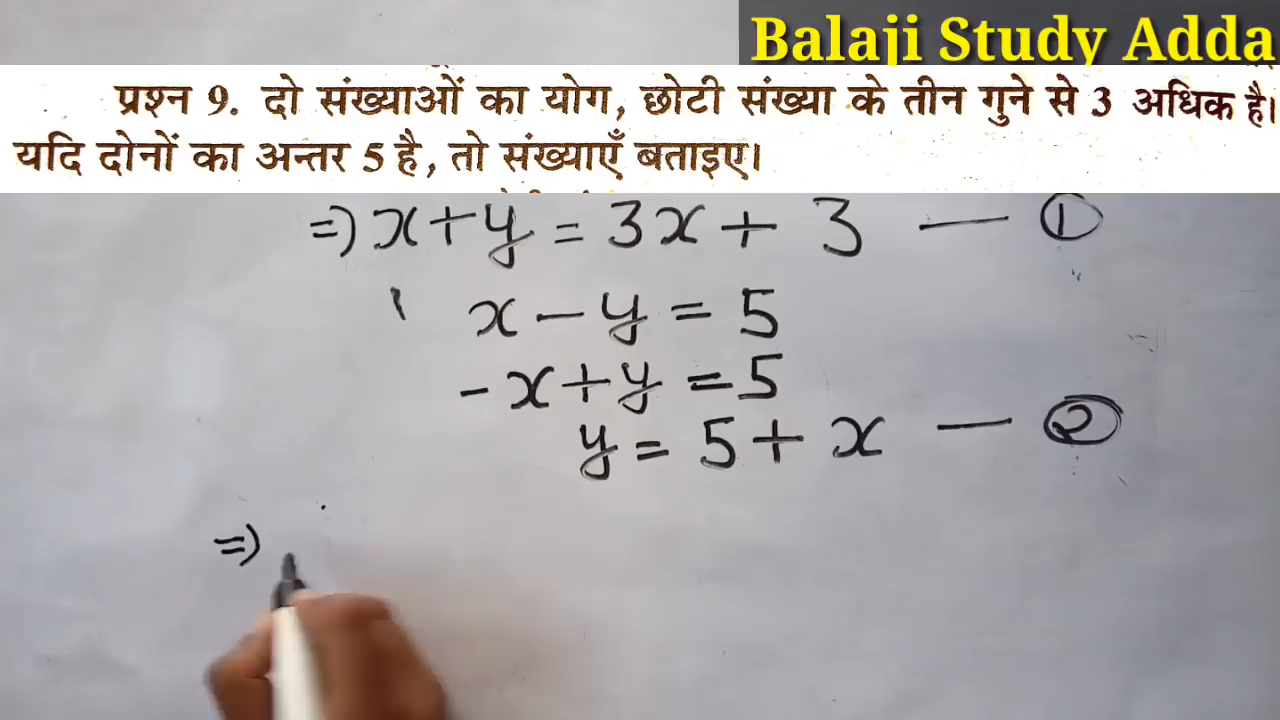 Balaji Study Adda
प्रश्न 9. दो संख्याओं का योग, छोटी संख्या के तीन गुने से 3 अधिक है।
यदि दोनों का अन्तर 5 है, तो संख्याएँ बताइए।
=) x + y = 3x + 3 — ①
x - y = 5
- x + y = 5
y = 5 + x — ②
=)